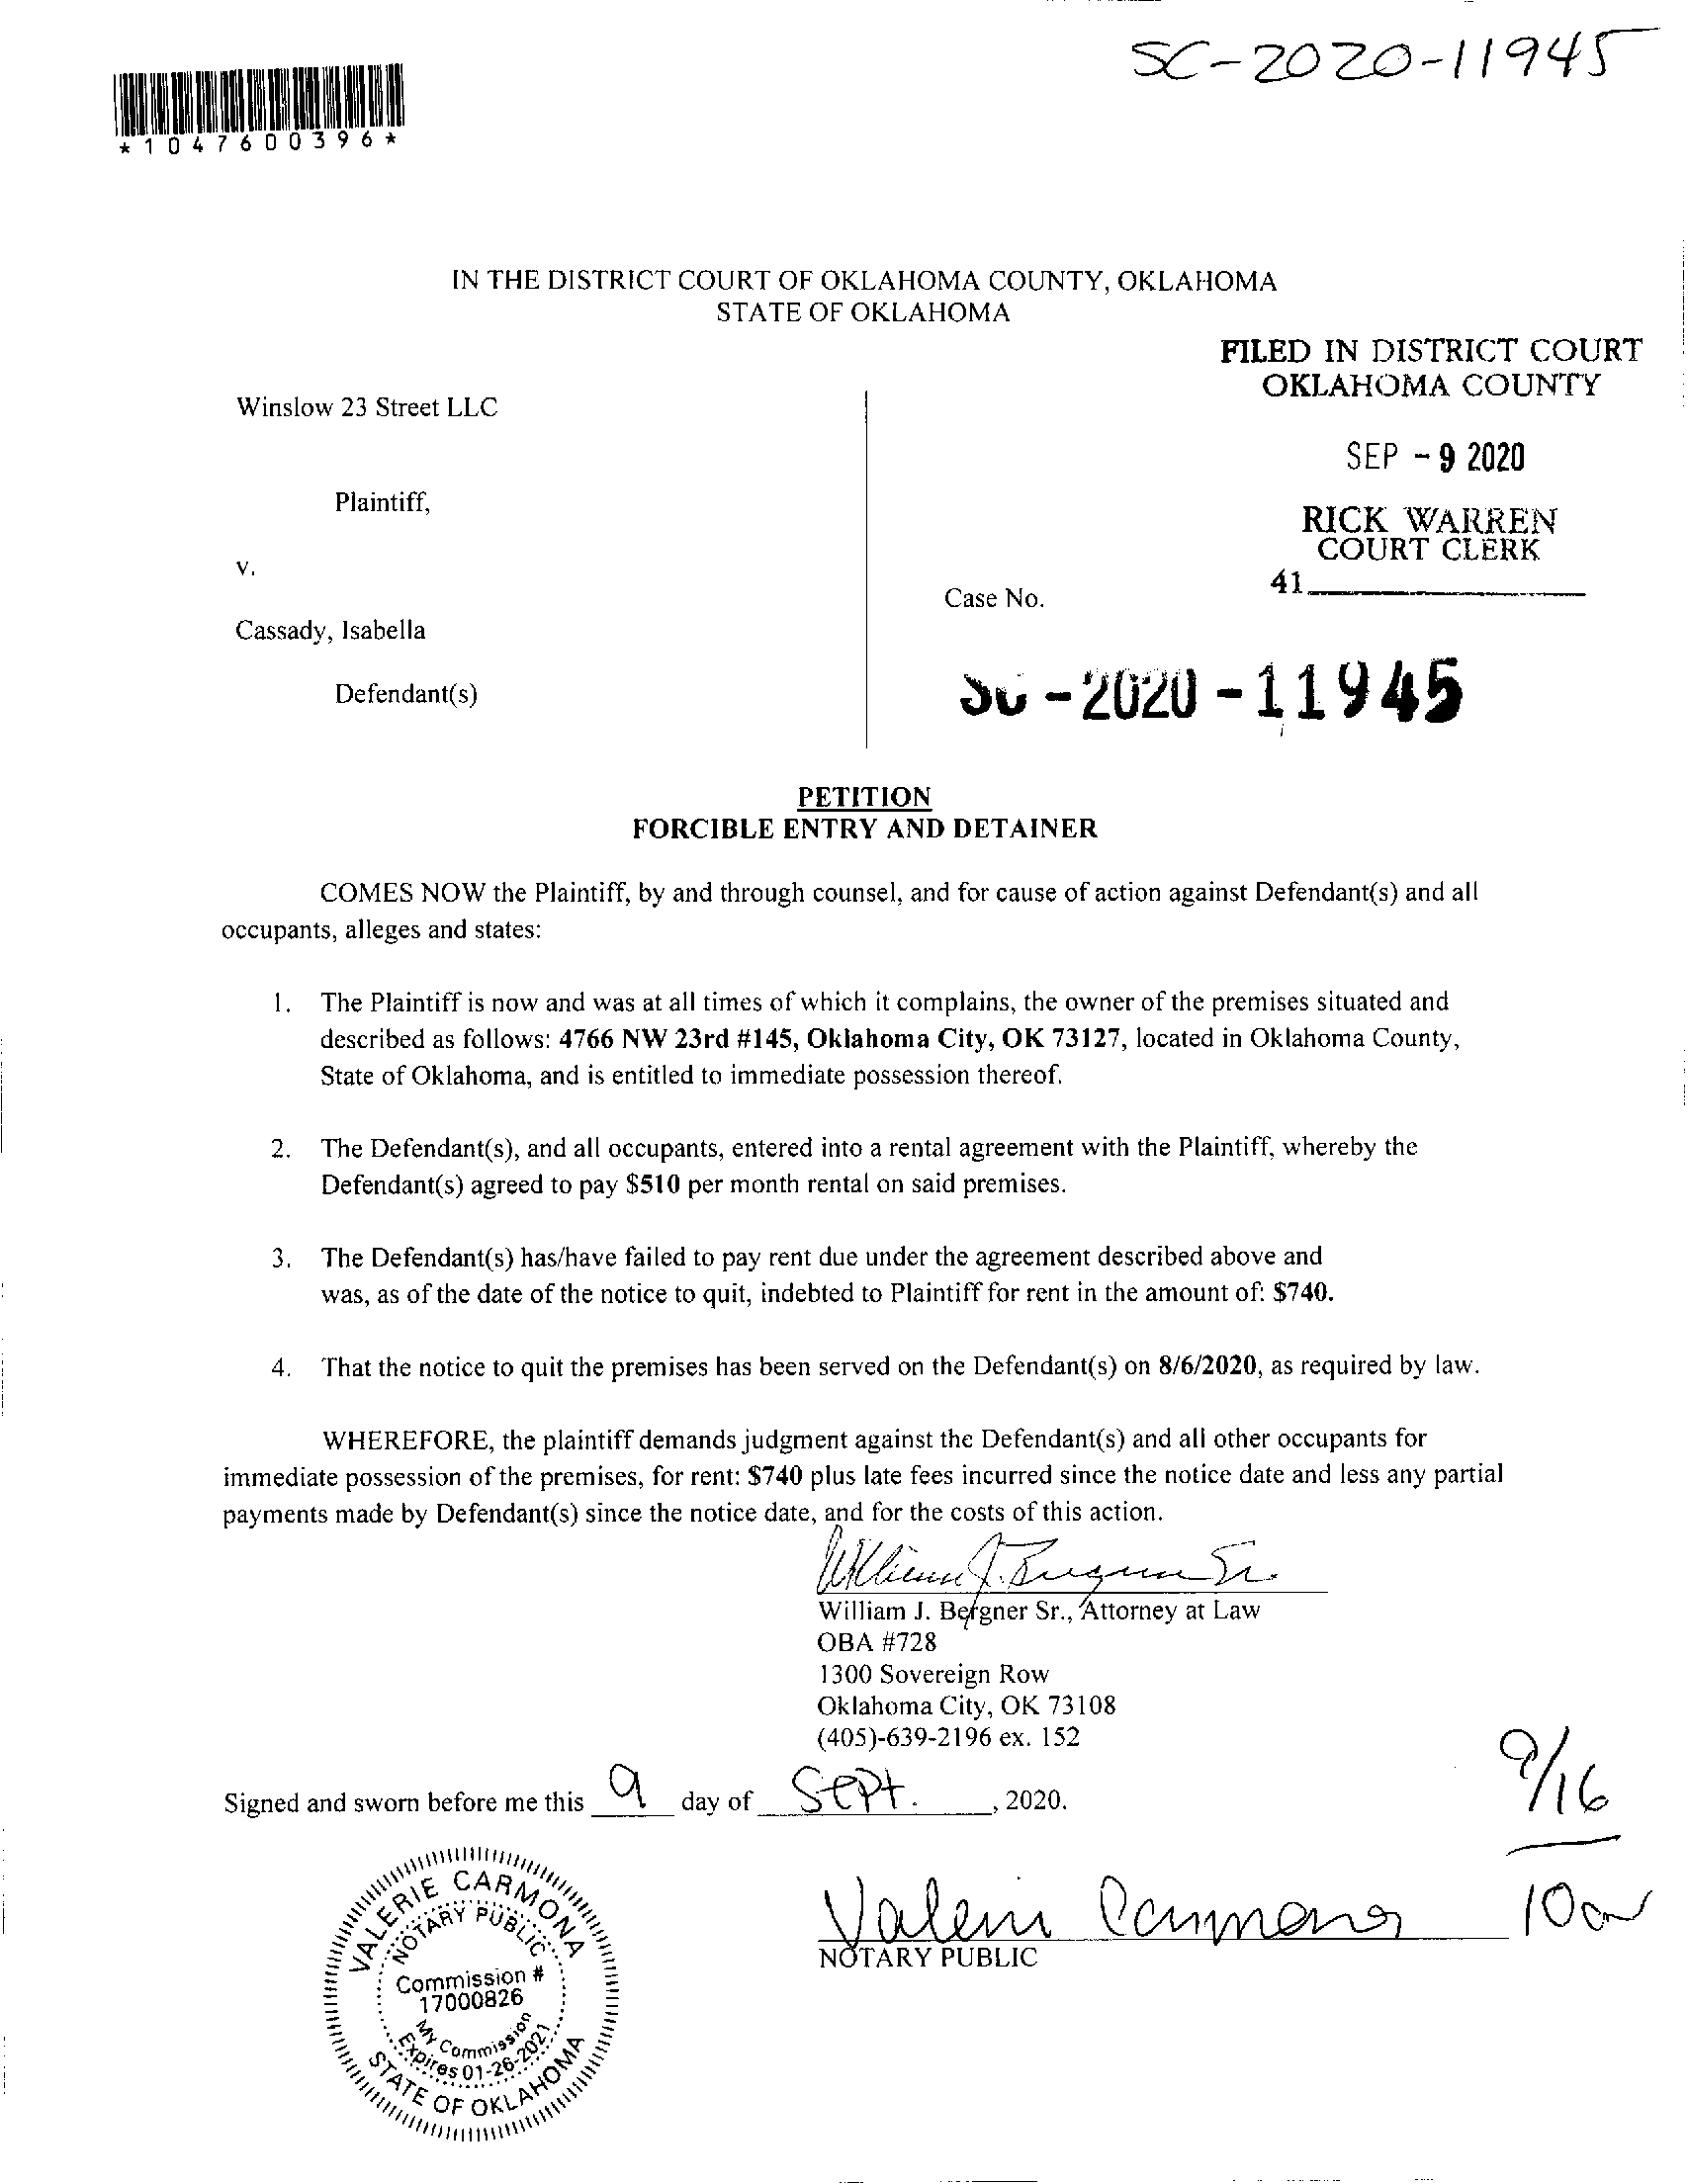 SC-2020-11945
*1047600396*
IN THE DISTRICT COURT OF OKLAHOMA COUNTY, OKLAHOMA
STATE OF OKLAHOMA
FILED IN DISTRICT COURT
OKLAHOMA COUNTY
Winslow 23 Street LLC
SEP - 9 2020
Plaintiff,
RICK WARREN
COURT CLERK
v.
41
Case No.
Cassady, Isabella
Defendant(s)
SC - 2020 - 11945
PETITION
FORCIBLE ENTRY AND DETAINER
COMES NOW the Plaintiff, by and through counsel, and for cause of action against Defendant(s) and all
occupants, alleges and states:
1. The Plaintiff is now and was at all times of which it complains, the owner of the premises situated and
described as follows: 4766 NW 23rd #145, Oklahoma City, OK 73127, located in Oklahoma County,
State of Oklahoma, and is entitled to immediate possession thereof.
2. The Defendant(s), and all occupants, entered into a rental agreement with the Plaintiff, whereby the
Defendant(s) agreed to pay $510 per month rental on said premises.
3. The Defendant(s) has/have failed to pay rent due under the agreement described above and
was, as of the date of the notice to quit, indebted to Plaintiff for rent in the amount of: $740.
4. That the notice to quit the premises has been served on the Defendant(s) on 8/6/2020, as required by law.
WHEREFORE, the plaintiff demands judgment against the Defendant(s) and all other occupants for
immediate possession of the premises, for rent: $740 plus late fees incurred since the notice date and less any partial
payments made by Defendant(s) since the notice date, and for the costs of this action.
William J. Bergner Sr.
William J. Bergner Sr., Attorney at Law
OBA #728
1300 Sovereign Row
Oklahoma City, OK 73108
(405)-639-2196 ex. 152
9/16
Signed and sworn before me this 9 day of Sept. , 2020.
Valerie Carmona
NOTARY PUBLIC
VALERIE CARMONA
NOTARY PUBLIC
Commission #
17000826
My Commission
Expires 01-26-2021
STATE OF OKLAHOMA